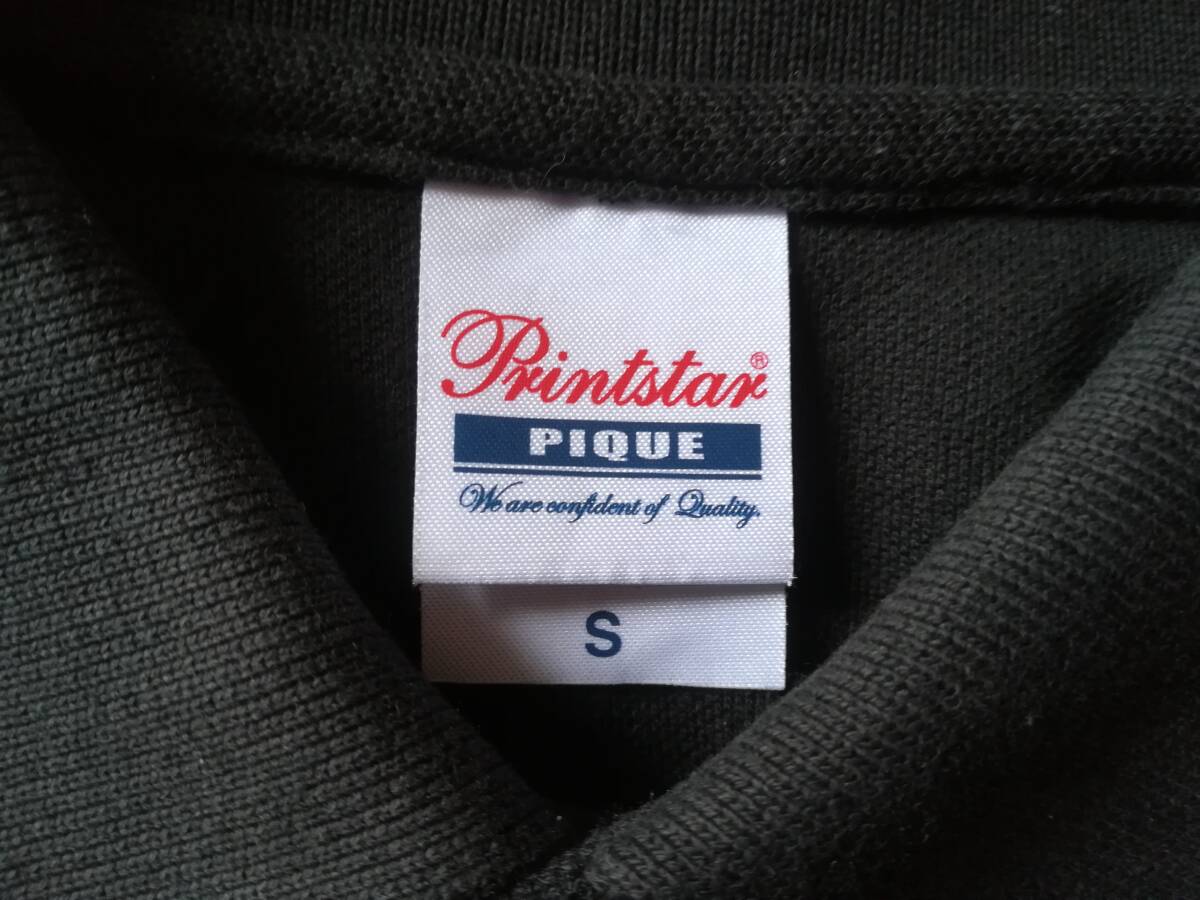 Printstar®
PIQUE
We are confident of Quality.
S